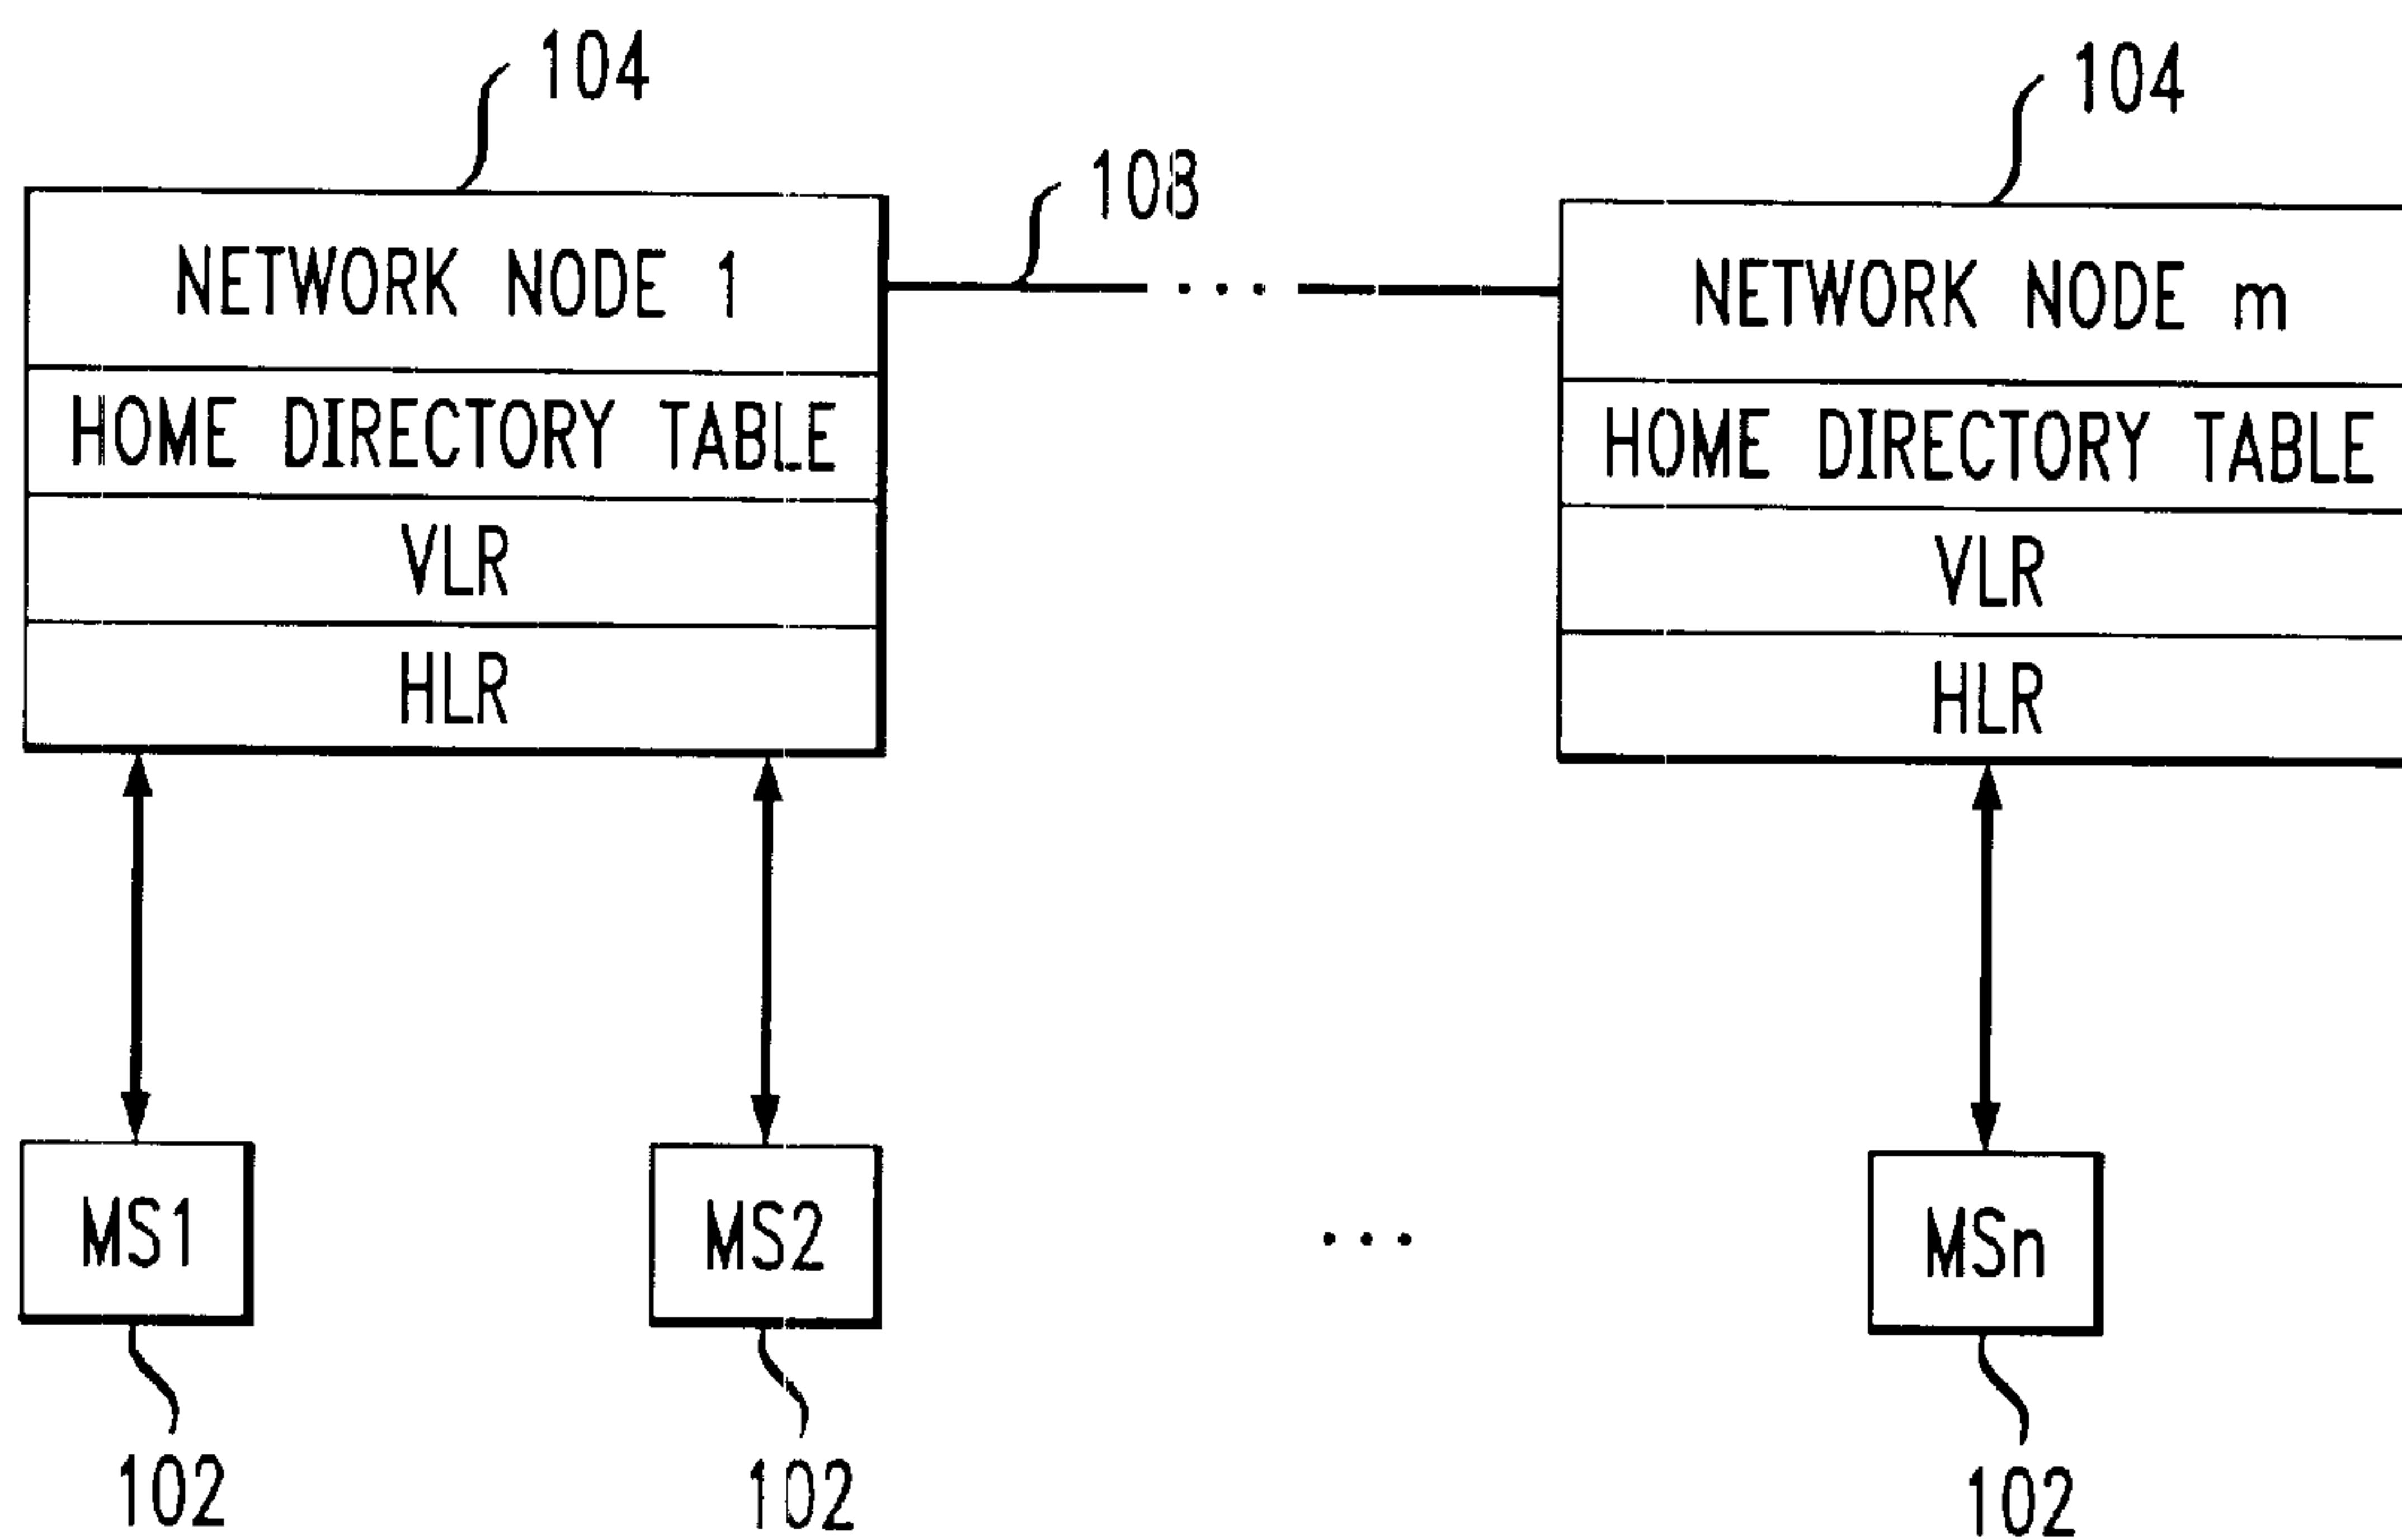 104
104
108
NETWORK NODE 1
NETWORK NODE m
HOME DIRECTORY TABLE
HOME DIRECTORY TABLE
VLR
VLR
HLR
HLR
MS1
MS2
MSn
102
102
102